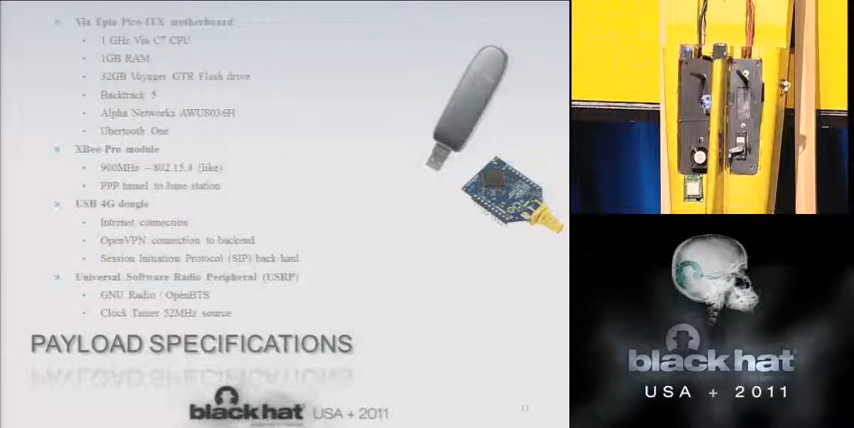 » Via Epia Pico-ITX motherboard
- 1 GHz Via C7 CPU
- 1GB RAM
- 32GB Voyager GTR Flash drive
- Backtrack 5
- Alpha Networks AWUS036H
- Ubertooth One
» XBee Pro module
- 900MHz – 802.15.4 (like)
- PPP tunnel to base station
» USB 4G dongle
- Internet connection
- OpenVPN connection to backend
- Session Initiation Protocol (SIP) back haul
» Universal Software Radio Peripheral (USRP)
- GNU Radio / OpenBTS
- Clock Tamer 52MHz source
PAYLOAD SPECIFICATIONS
black hat USA + 2011
11
black hat
USA + 2011